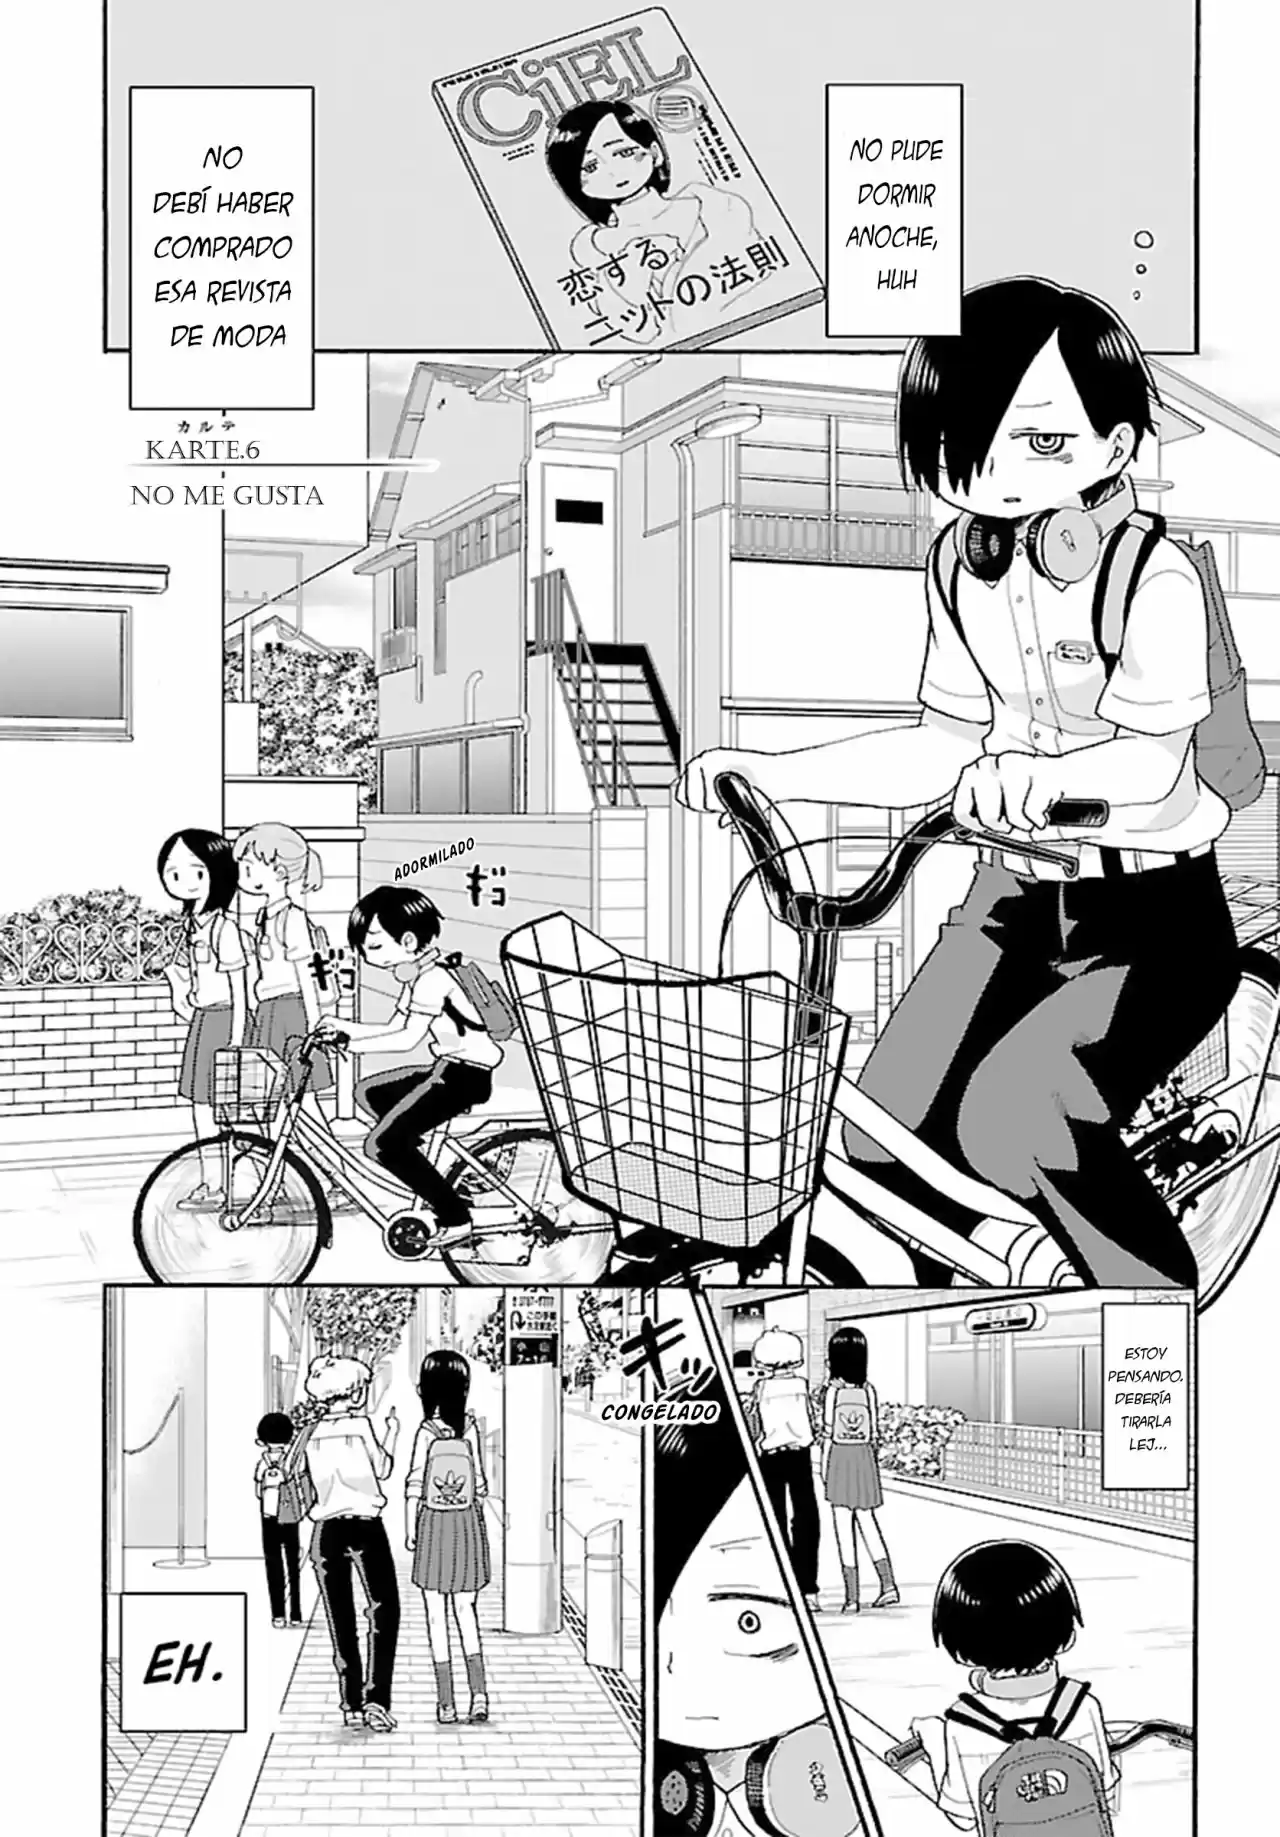 CiEL
恋する
ニットの法則
NO PUDE
DORMIR
ANOCHE,
HUH
NO
DEBÍ HABER
COMPRADO
ESA REVISTA
DE MODA
カルテ
KARTE.6
NO ME GUSTA
ADORMILADO
ギコ
ギコ
ESTOY
PENSANDO.
DEBERÍA
TIRARLA
LEJ...
ギッ
CONGELADO
EH.